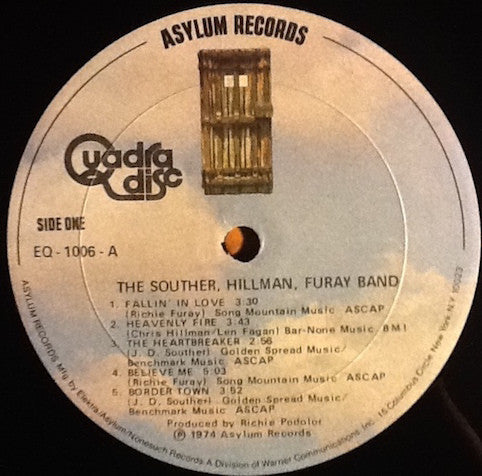 ASYLUM RECORDS
Quadradisc
SIDE ONE
EQ - 1006 - A
THE SOUTHER, HILLMAN, FURAY BAND
1. FALLIN' IN LOVE 3:30
(Richie Furay) Song Mountain Music ASCAP
2. HEAVENLY FIRE 3:43
(Chris Hillman/Len Fagan) Bar-None Music BMI
3. THE HEARTBREAKER 2:56
(J. D. Souther) Golden Spread Music/
Benchmark Music ASCAP
4. BELIEVE ME 5:03
(Richie Furay) Song Mountain Music ASCAP
5. BORDER TOWN 3:52
(J. D. Souther) Golden Spread Music/
Benchmark Music ASCAP
Produced by Richie Podolor
Ⓟ 1974 Asylum Records
ASYLUM RECORDS Mfg. by Elektra/Asylum/Nonesuch Records A Division of Warner Communications Inc. 15 Columbus Circle New York N.Y. 10023